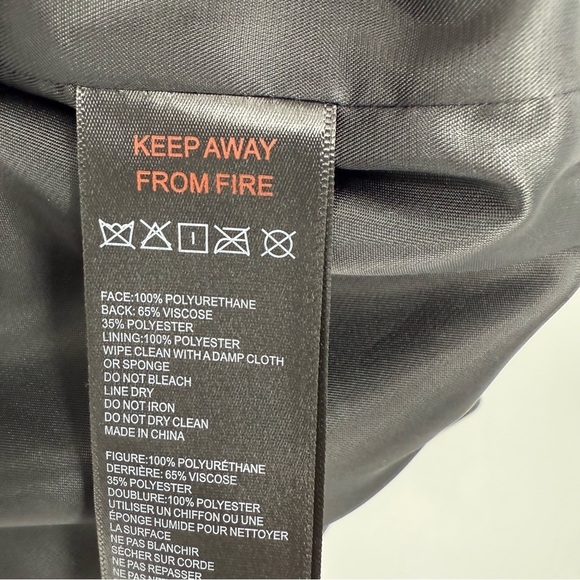 KEEP AWAY
FROM FIRE
FACE:100% POLYURETHANE
BACK: 65% VISCOSE
35% POLYESTER
LINING:100% POLYESTER
WIPE CLEAN WITH A DAMP CLOTH
OR SPONGE
DO NOT BLEACH
LINE DRY
DO NOT IRON
DO NOT DRY CLEAN
MADE IN CHINA
FIGURE:100% POLYURÉTHANE
DERRIÈRE: 65% VISCOSE
35% POLYESTER
DOUBLURE:100% POLYESTER
UTILISER UN CHIFFON OU UNE
ÉPONGE HUMIDE POUR NETTOYER
LA SURFACE
NE PAS BLANCHIR
SÉCHER SUR CORDE
NE PAS REPASSER
NE PAS